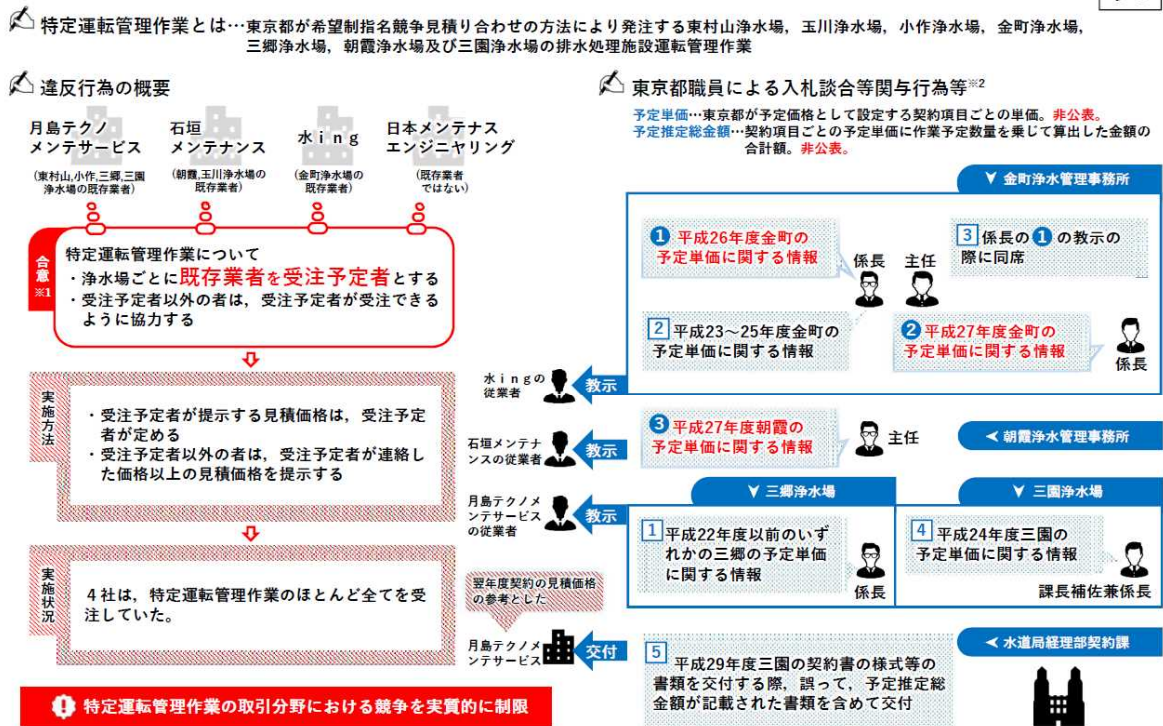 特定運転管理作業とは…東京都が希望制指名競争見積り合わせの方法により発注する東村山浄水場，玉川浄水場，小作浄水場，金町浄水場，
三郷浄水場，朝霞浄水場及び三園浄水場の排水処理施設運転管理作業
違反行為の概要
月島テクノ
メンテサービス
(東村山,小作,三郷,三園
浄水場の既存業者)
石垣
メンテナンス
(朝霞,玉川浄水場の
既存業者)
水ｉｎｇ
(金町浄水場の
既存業者)
日本メンテナス
エンジニヤリング
(既存業者
ではない)
合意
※1
特定運転管理作業について
・浄水場ごとに既存業者を受注予定者とする
・受注予定者以外の者は，受注予定者が受注できる
ように協力する
実施方法
・受注予定者が提示する見積価格は，受注予定
者が定める
・受注予定者以外の者は，受注予定者が連絡し
た価格以上の見積価格を提示する
実施状況
４社は，特定運転管理作業のほとんど全てを受
注していた。
特定運転管理作業の取引分野における競争を実質的に制限
東京都職員による入札談合等関与行為等※2
予定単価…東京都が予定価格として設定する契約項目ごとの単価。非公表。
予定推定総金額…契約項目ごとの予定単価に作業予定数量を乗じて算出した金額の
合計額。非公表。
金町浄水管理事務所
❶ 平成26年度金町の
予定単価に関する情報
係長
主任
3 係長の❶の教示の
際に同席
2 平成23～25年度金町の
予定単価に関する情報
❷ 平成27年度金町の
予定単価に関する情報
係長
水ｉｎｇの
従業者
教示
❸ 平成27年度朝霞の
予定単価に関する情報
主任
朝霞浄水管理事務所
石垣メンテナ
ンスの従業者
教示
三郷浄水場
三園浄水場
月島テクノメ
ンテサービス
の従業者
教示
1 平成22年度以前のいず
れかの三郷の予定単価
に関する情報
係長
4 平成24年度三園の
予定単価に関する情報
課長補佐兼係長
翌年度契約の見積価格
の参考とした
水道局経理部契約課
月島テクノメ
ンテサービス
交付
5 平成29年度三園の契約書の様式等の
書類を交付する際，誤って，予定推定総
金額が記載された書類を含めて交付